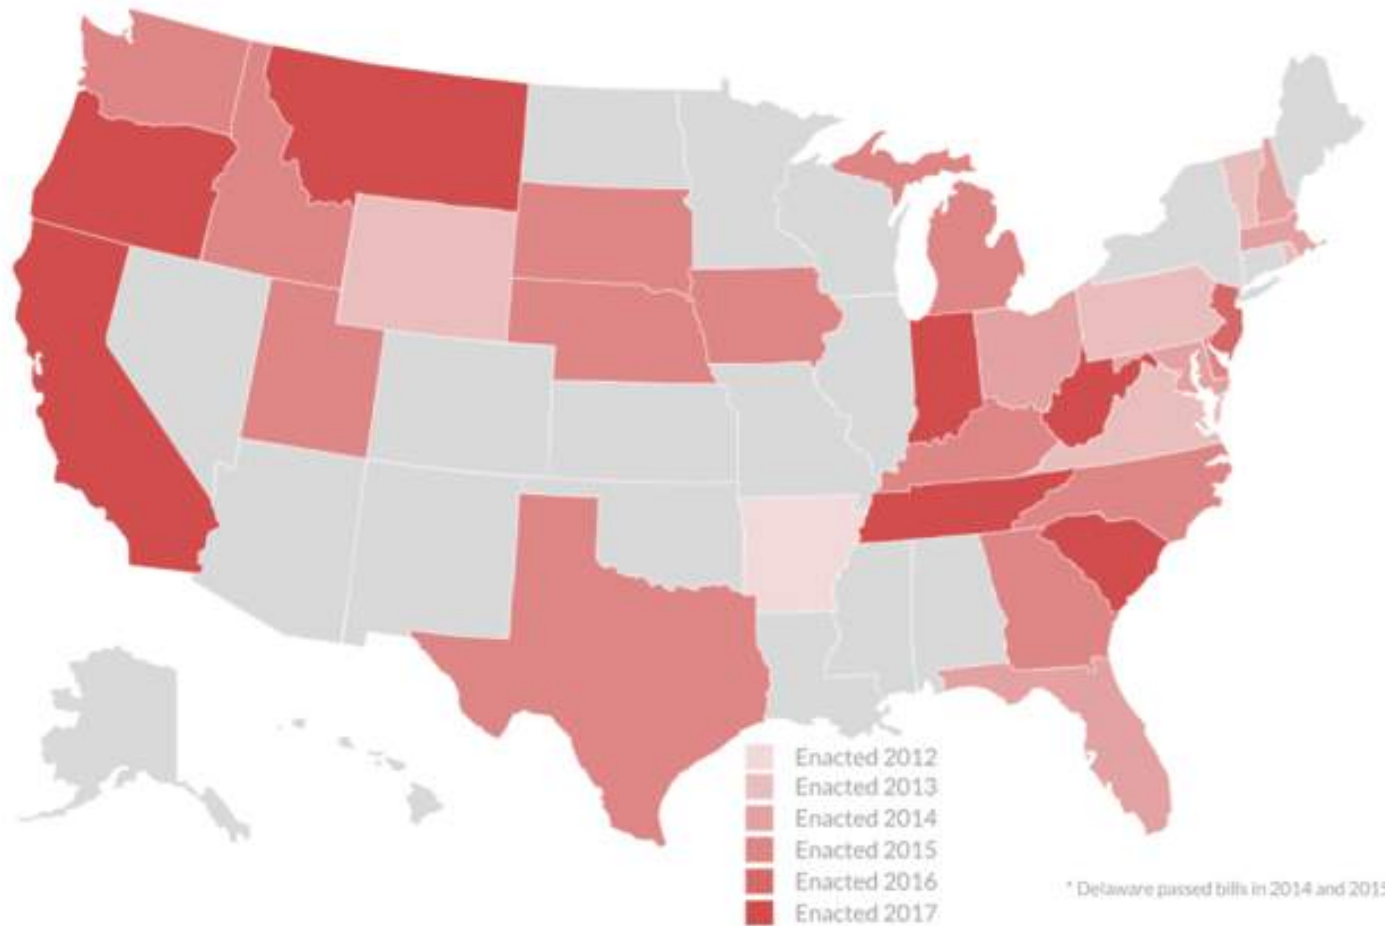 Enacted 2012
Enacted 2013
Enacted 2014
Enacted 2015
Enacted 2016
Enacted 2017
* Delaware passed bills in 2014 and 2015